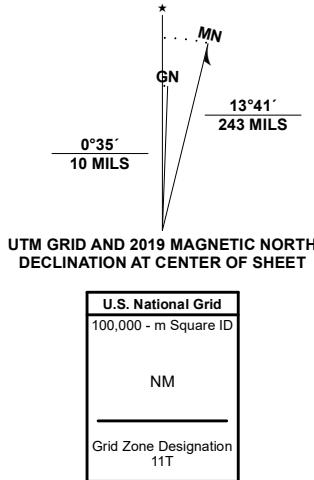 ★
MN
GN
13°41´
243 MILS
0°35´
10 MILS
UTM GRID AND 2019 MAGNETIC NORTH
DECLINATION AT CENTER OF SHEET
U.S. National Grid
100,000 - m Square ID
NM
Grid Zone Designation
11T